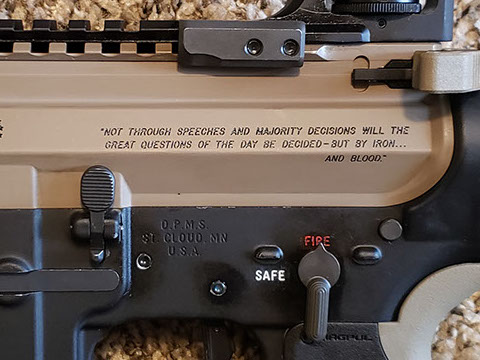 "NOT THROUGH SPEECHES AND MAJORITY DECISIONS WILL THE
GREAT QUESTIONS OF THE DAY BE DECIDED-BUT BY IRON...
AND BLOOD."
D.P.M.S.
ST. CLOUD, MN
U.S.A.
FIRE
SAFE
MAGPUL